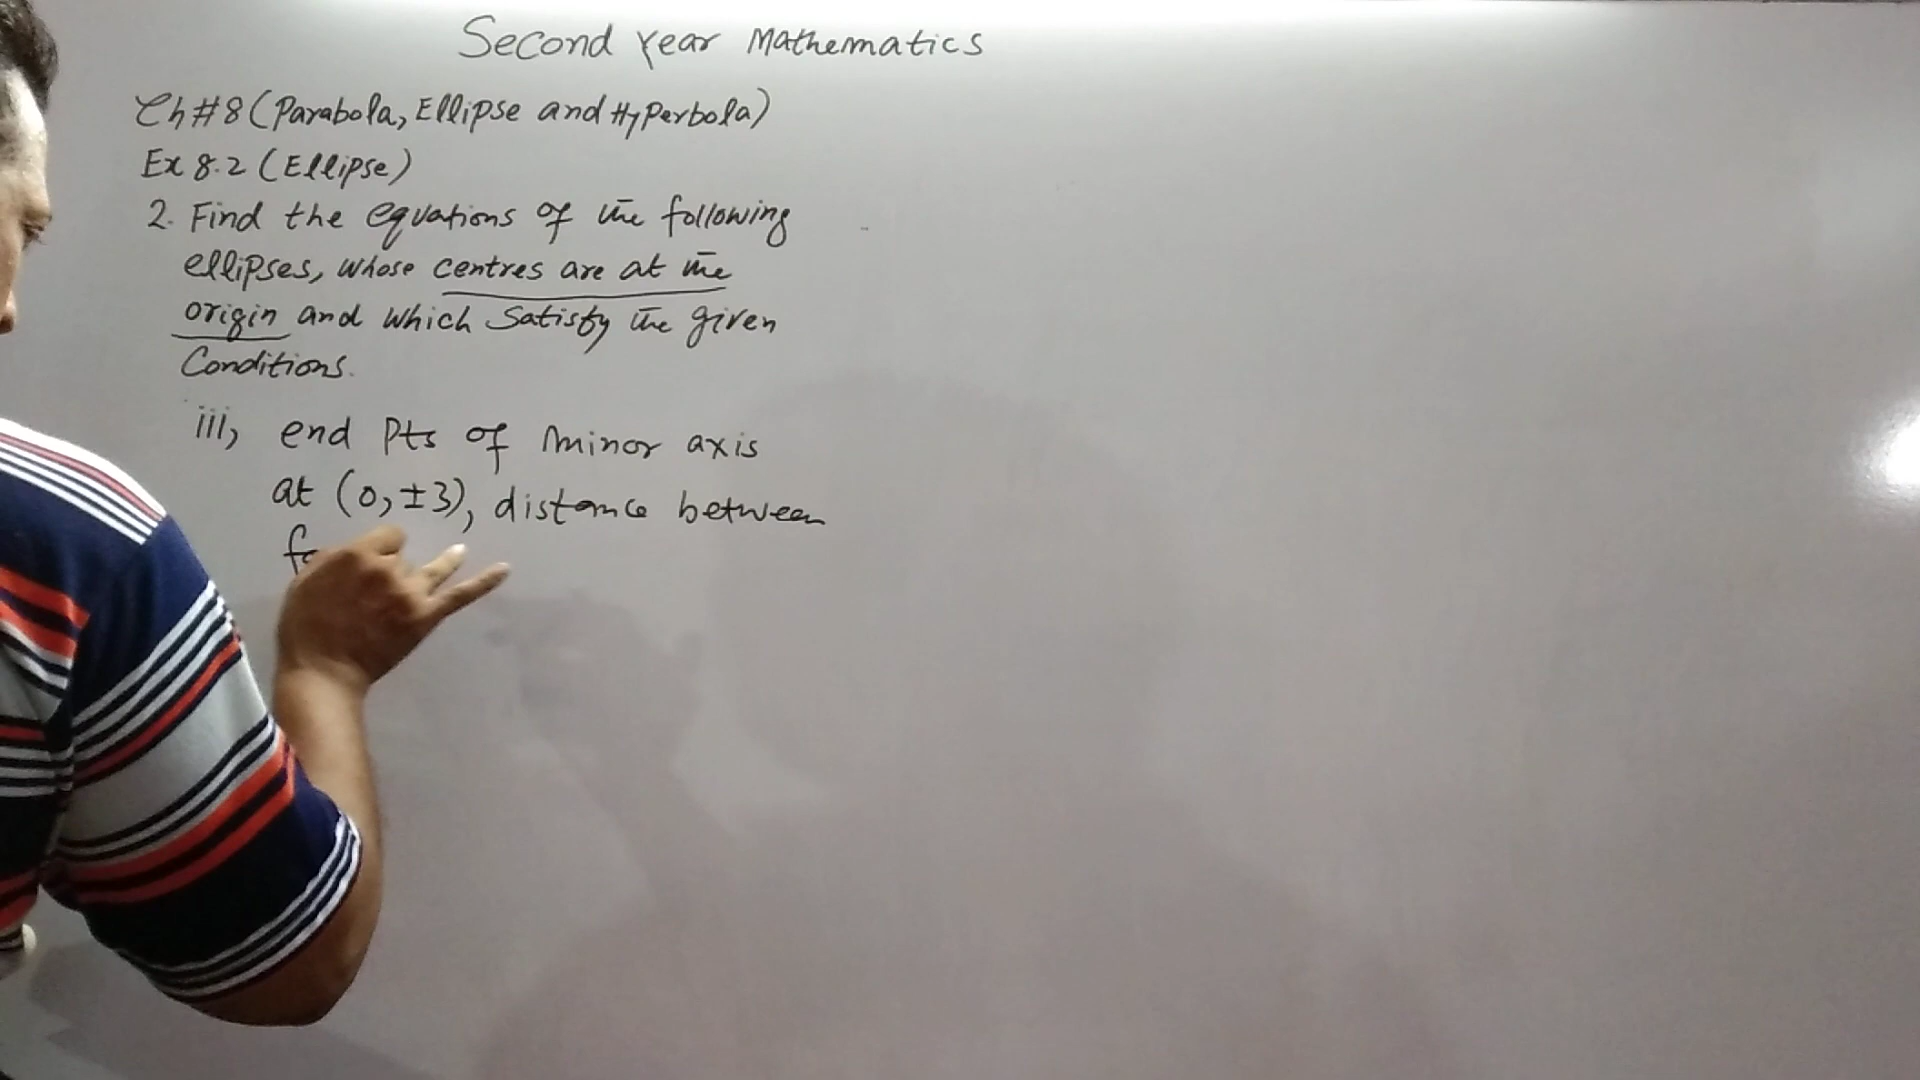 Second Year Mathematics
Ch#8 (Parabola, Ellipse and Hyperbola)
Ex 8.2 (Ellipse)
2. Find the equations of the following
ellipses, whose centres are at the
origin and which satisfy the given
Conditions.
iii, end Pts of minor axis
at (0, ±3), distance between